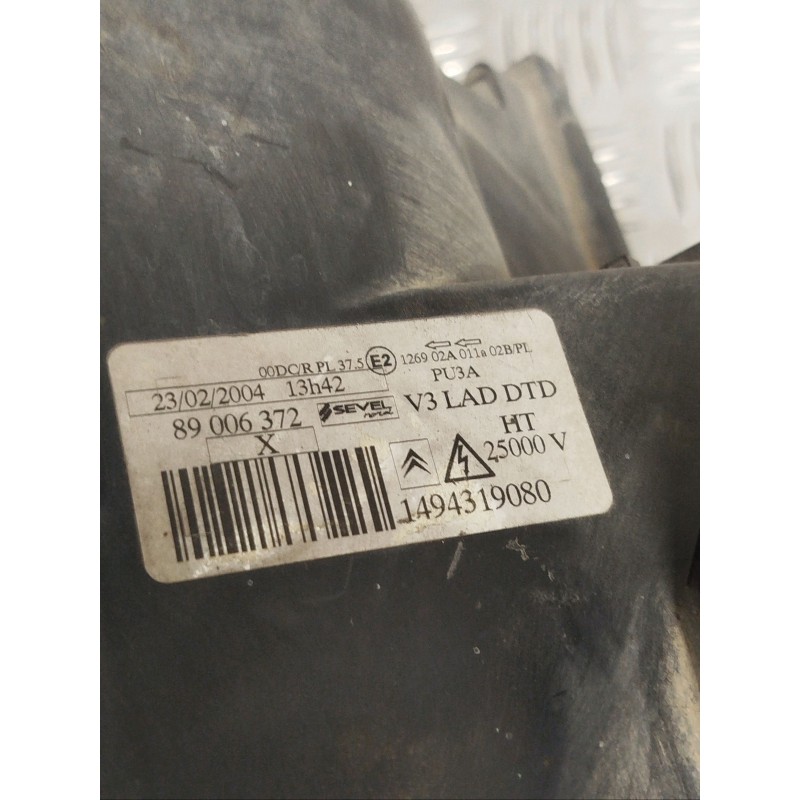 00DC/R PL 37.5 E2 1269 02A 011a 02B/PL
PU3A
23/02/2004 13h42
89 006 372 SEVEL V3 LAD DTD
X
HT
25000 V
1494319080